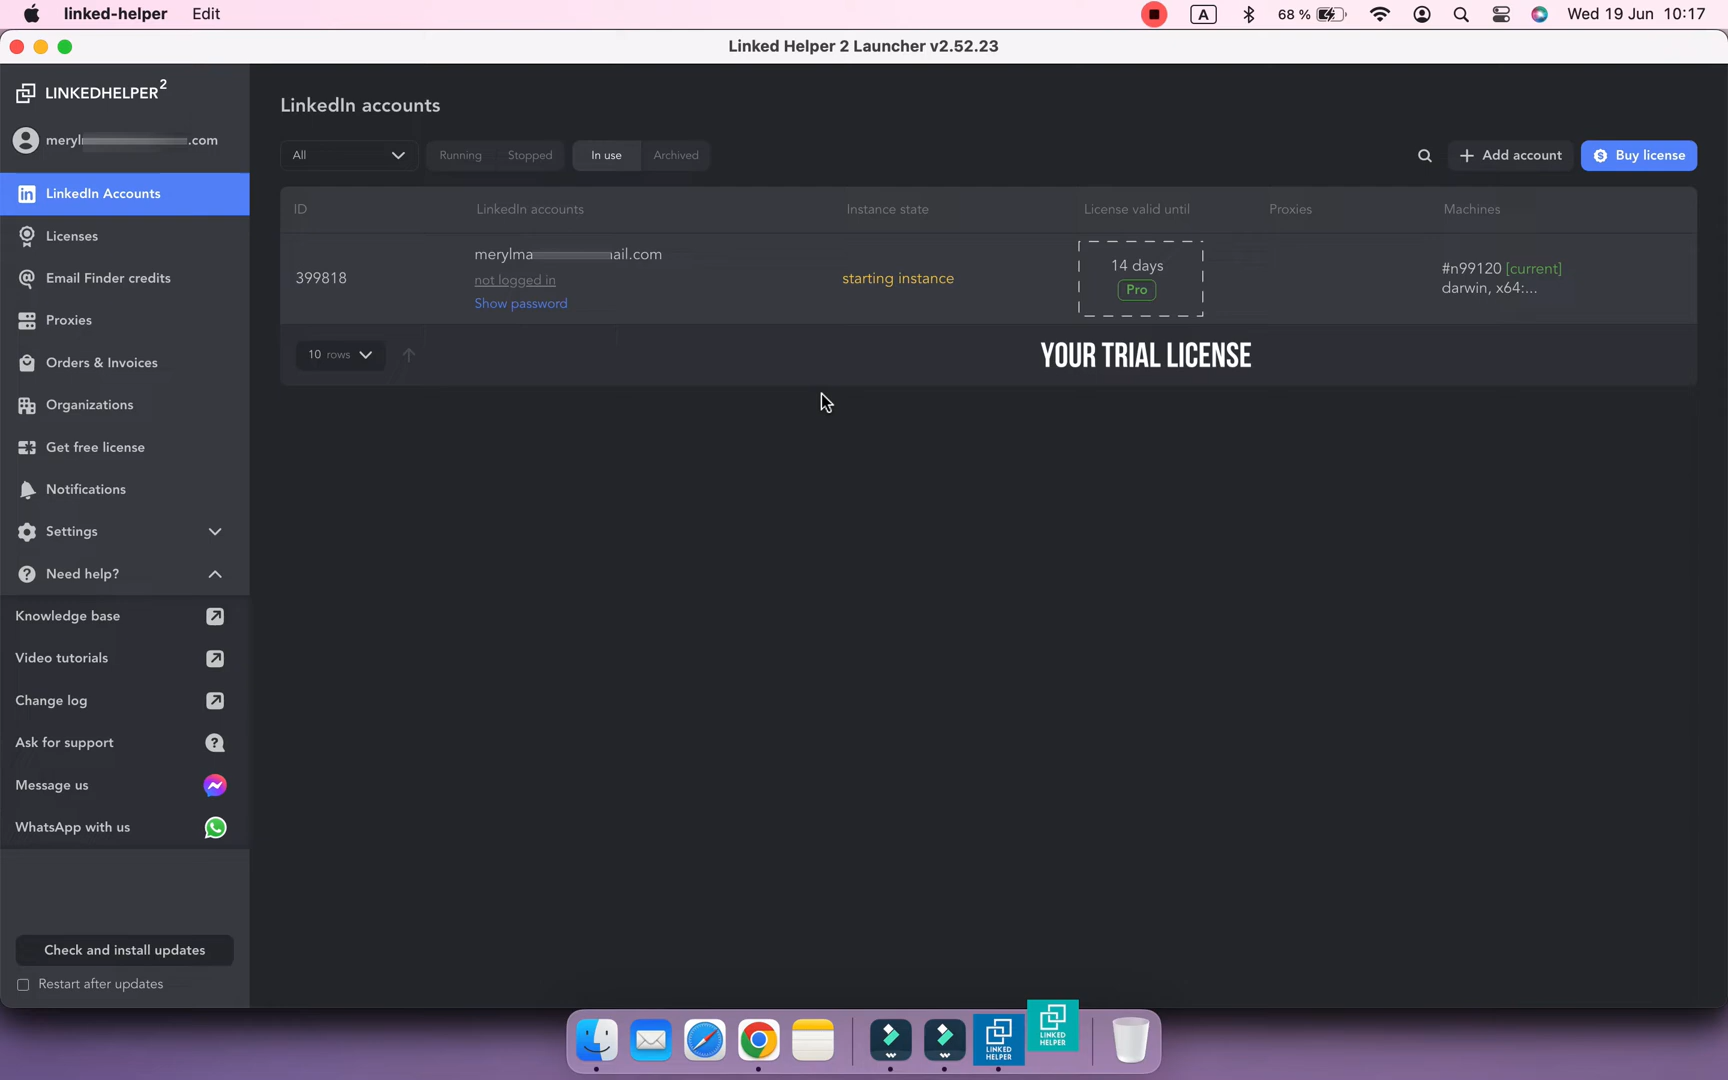 linked-helper Edit
A 68 % Wed 19 Jun 10:17
Linked Helper 2 Launcher v2.52.23
LINKEDHELPER2
meryl .com
LinkedIn Accounts
Licenses
Email Finder credits
Proxies
Orders & Invoices
Organizations
Get free license
Notifications
Settings
Need help?
Knowledge base
Video tutorials
Change log
Ask for support
Message us
WhatsApp with us
Check and install updates
Restart after updates
LinkedIn accounts
All Running Stopped In use Archived + Add account Buy license
ID LinkedIn accounts Instance state License valid until Proxies Machines
399818
merylma ail.com
not logged in
Show password
starting instance
14 days
Pro
#n99120 [current]
darwin, x64:...
10 rows
YOUR TRIAL LICENSE
LINKED
HELPER
LINKED
HELPER